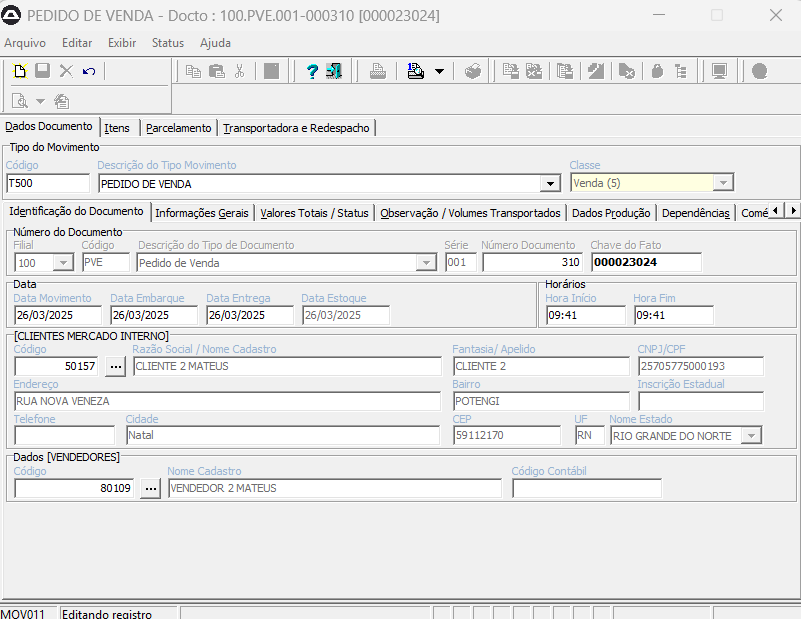 PEDIDO DE VENDA - Docto : 100.PVE.001-000310 [000023024]
Arquivo Editar Exibir Status Ajuda
Dados Documento Itens Parcelamento Transportadora e Redespacho
Tipo do Movimento
Código Descrição do Tipo Movimento Classe
T500 PEDIDO DE VENDA Venda (5)
Identificação do Documento Informações Gerais Valores Totais / Status Observação / Volumes Transportados Dados Produção Dependências Comé
Número do Documento
Filial Código Descrição do Tipo de Documento Série Número Documento Chave do Fato
100 PVE Pedido de Venda 001 310 000023024
Data Horários
Data Movimento Data Embarque Data Entrega Data Estoque Hora Início Hora Fim
26/03/2025 26/03/2025 26/03/2025 26/03/2025 09:41 09:41
[CLIENTES MERCADO INTERNO]
Código Razão Social / Nome Cadastro Fantasia/ Apelido CNPJ/CPF
50157 ... CLIENTE 2 MATEUS CLIENTE 2 25705775000193
Endereço Bairro Inscrição Estadual
RUA NOVA VENEZA POTENGI
Telefone Cidade CEP UF Nome Estado
Natal 59112170 RN RIO GRANDE DO NORTE
Dados [VENDEDORES]
Código Nome Cadastro Código Contábil
80109 ... VENDEDOR 2 MATEUS
MOV011 Editando registro